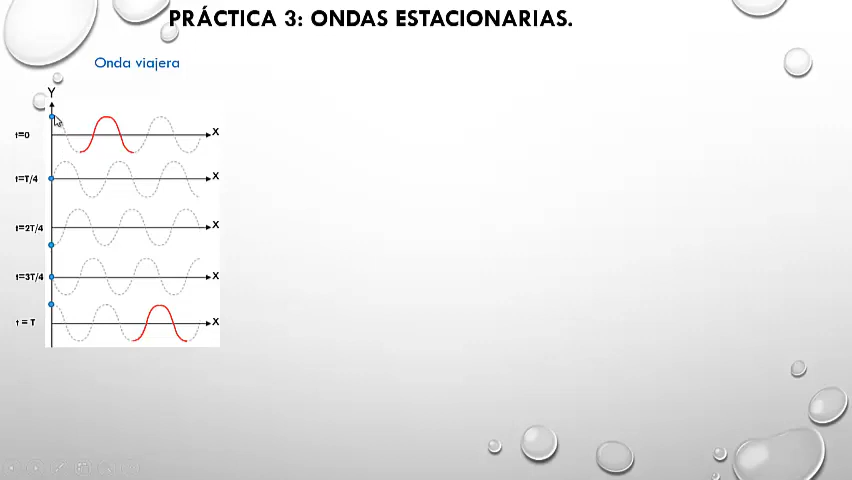 PRÁCTICA 3: ONDAS ESTACIONARIAS.
Onda viajera
Y
t=0 X
t=T/4 X
t=2T/4 X
t=3T/4 X
t = T X